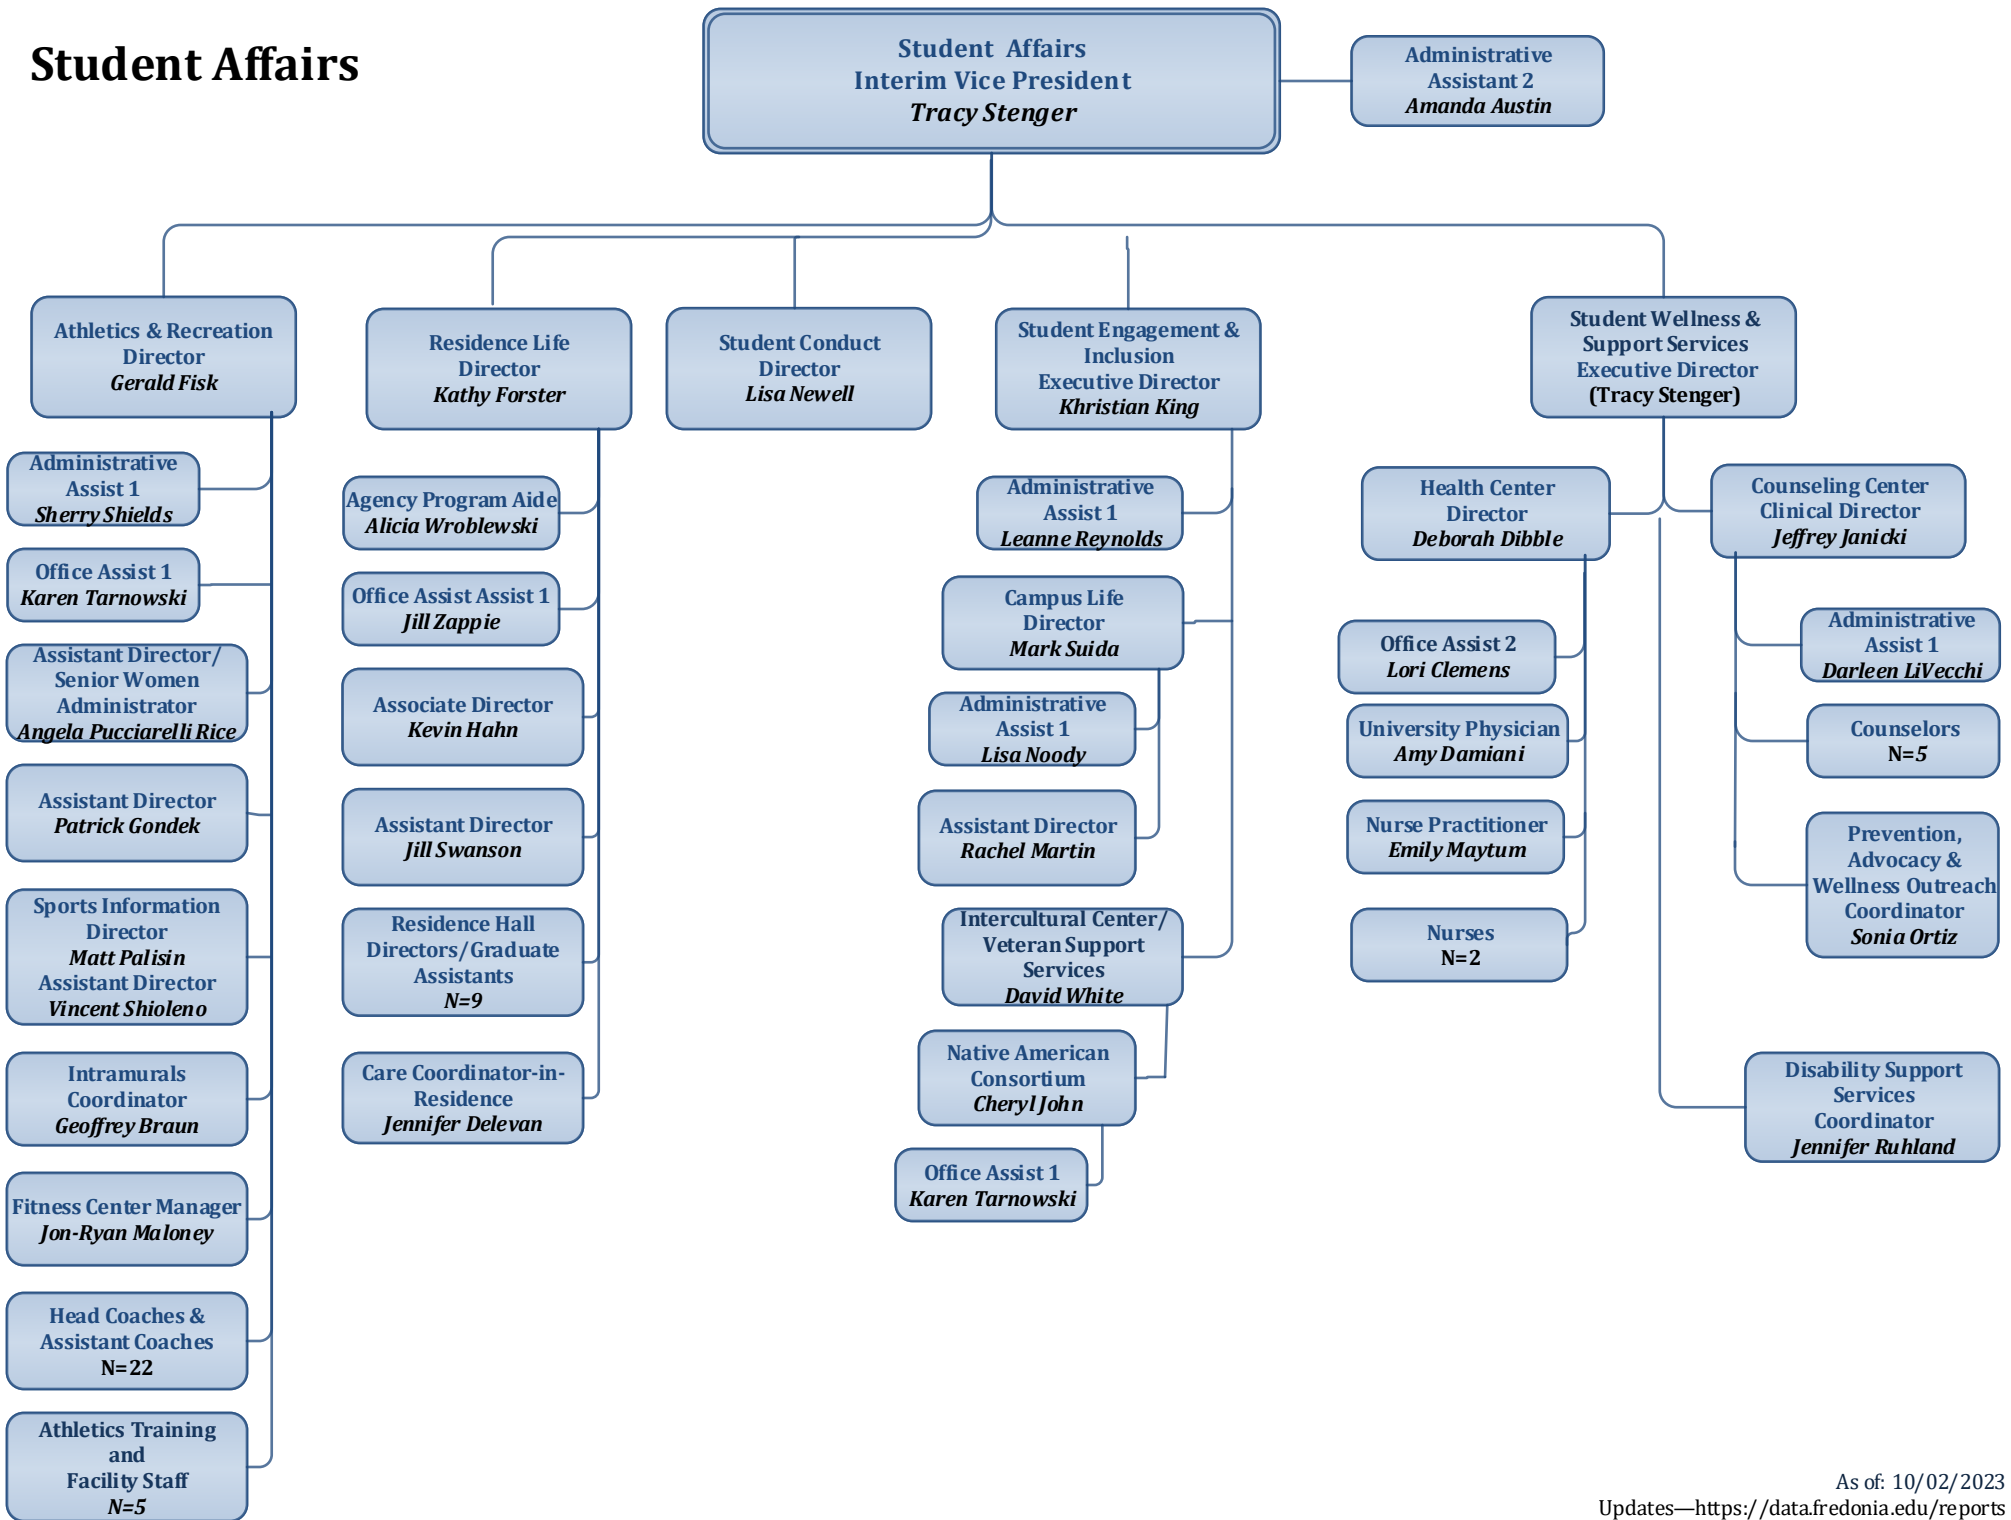 Student Affairs
Student  Affairs
Interim Vice President
Tracy Stenger
Administrative
Assistant 2
Amanda Austin
Athletics & Recreation
Director
Gerald Fisk
Administrative
Assist 1
Sherry Shields
Office Assist 1
Karen Tarnowski
Assistant Director/
Senior Women
Administrator
Angela Pucciarelli Rice
Assistant Director
Patrick Gondek
Sports Information
Director
Matt Palisin
Assistant Director
Vincent Shioleno
Intramurals
Coordinator
Geoffrey Braun
Fitness Center Manager
Jon-Ryan Maloney
Head Coaches &
Assistant Coaches
N=22
Athletics Training
and
Facility Staff
N=5
Residence Life
Director
Kathy Forster
Agency Program Aide
Alicia Wroblewski
Office Assist Assist 1
Jill Zappie
Associate Director
Kevin Hahn
Assistant Director
Jill Swanson
Residence Hall
Directors/Graduate
Assistants
N=9
Care Coordinator-in-
Residence
Jennifer Delevan
Student Conduct
Director
Lisa Newell
Student Engagement &
Inclusion
Executive Director
Khristian King
Administrative
Assist 1
Leanne Reynolds
Campus Life
Director
Mark Suida
Administrative
Assist 1
Lisa Noody
Assistant Director
Rachel Martin
Intercultural Center/
Veteran Support
Services
David White
Native American
Consortium
Cheryl John
Office Assist 1
Karen Tarnowski
Student Wellness &
Support Services
Executive Director
(Tracy Stenger)
Health Center
Director
Deborah Dibble
Office Assist 2
Lori Clemens
University Physician
Amy Damiani
Nurse Practitioner
Emily Maytum
Nurses
N=2
Counseling Center
Clinical Director
Jeffrey Janicki
Administrative
Assist 1
Darleen LiVecchi
Counselors
N=5
Prevention,
Advocacy &
Wellness Outreach
Coordinator
Sonia Ortiz
Disability Support
Services
Coordinator
Jennifer Ruhland
As of: 10/02/2023
Updates—https://data.fredonia.edu/reports